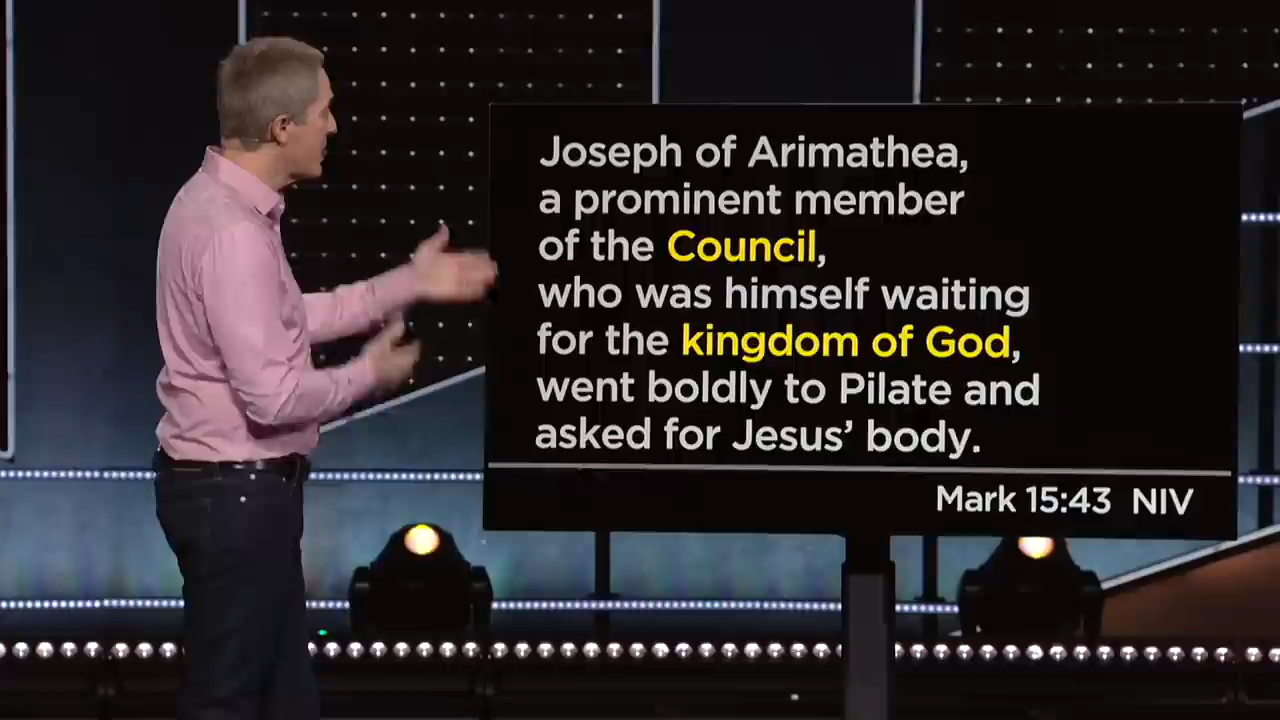 Joseph of Arimathea,
a prominent member
of the Council,
who was himself waiting
for the kingdom of God,
went boldly to Pilate and
asked for Jesus’ body.
Mark 15:43 NIV